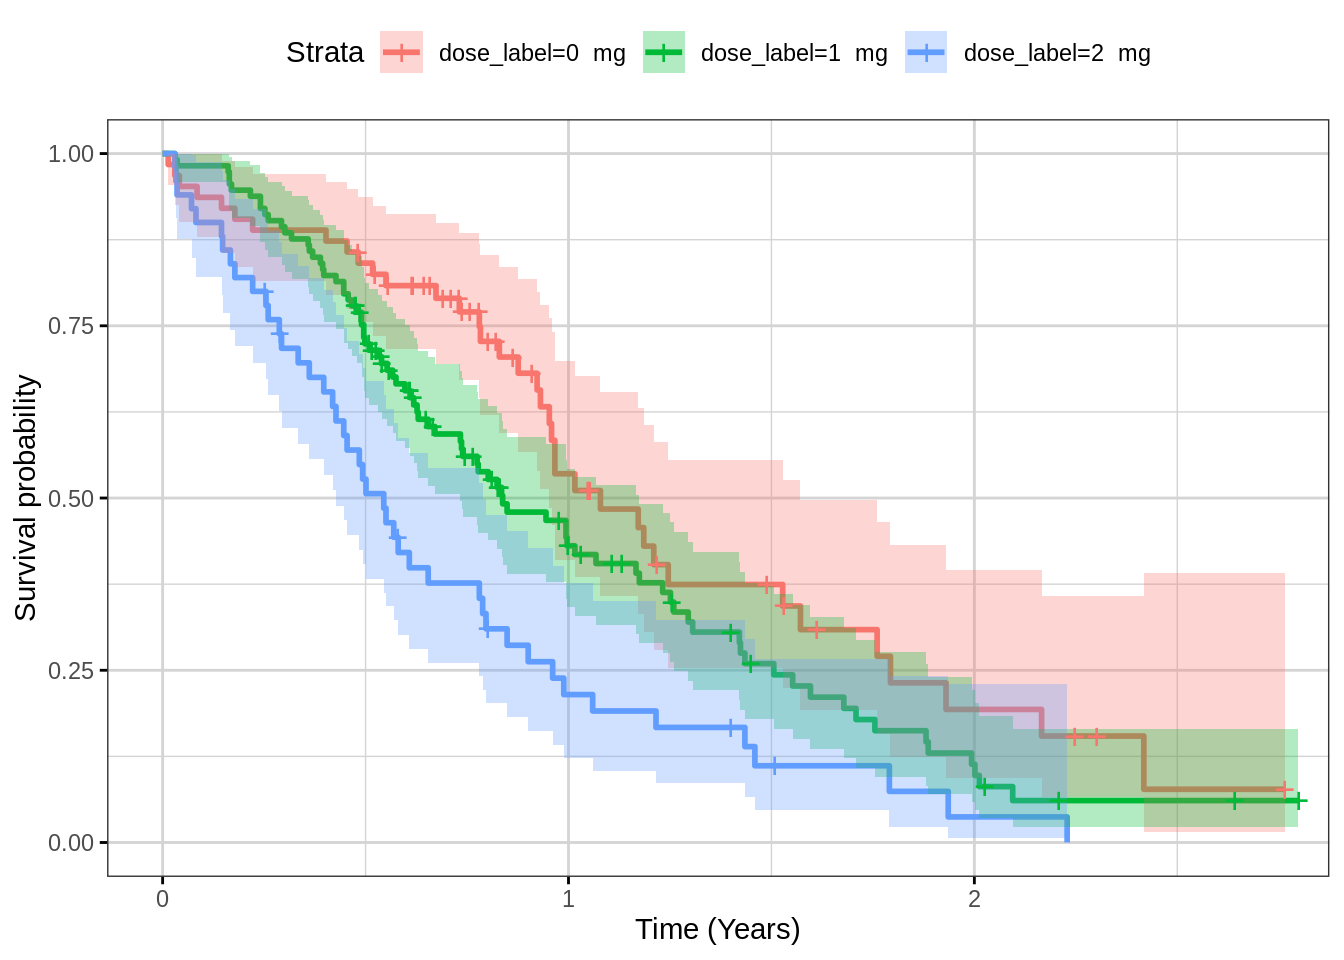 Strata dose_label=0  mg dose_label=1  mg dose_label=2  mg
Survival probability
1.00
0.75
0.50
0.25
0.00
0 1 2
Time (Years)